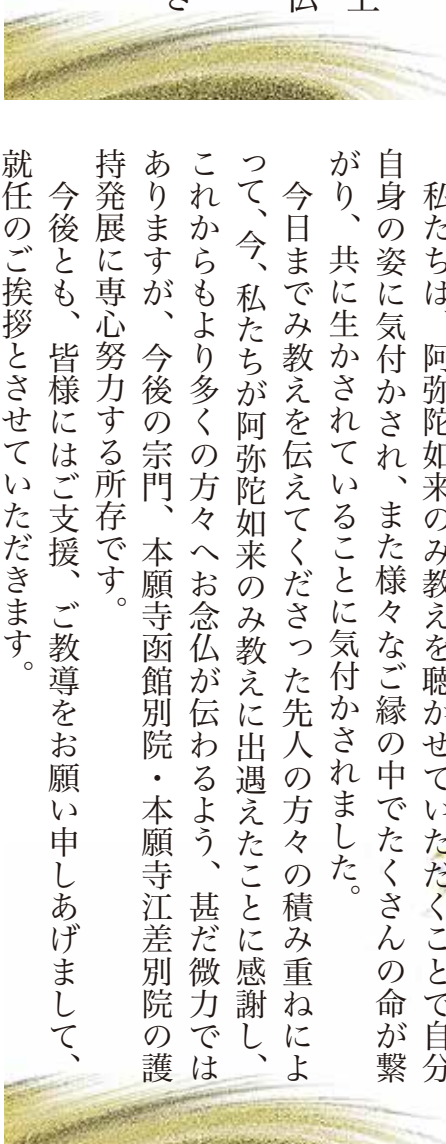 私たちは、阿弥陀如来のみ教えを聴かせていただくことで自分
自身の姿に気付かされ、また様々なご縁の中でたくさんの命が繋
がり、共に生かされていることに気付かされました。
今日までみ教えを伝えてくださった先人の方々の積み重ねによ
って、今、私たちが阿弥陀如来のみ教えに出遇えたことに感謝し、
これからもより多くの方々へお念仏が伝わるよう、甚だ微力では
ありますが、今後の宗門、本願寺函館別院・本願寺江差別院の護
持発展に専心努力する所存です。
今後とも、皆様にはご支援、ご教導をお願い申しあげまして、
就任のご挨拶とさせていただきます。